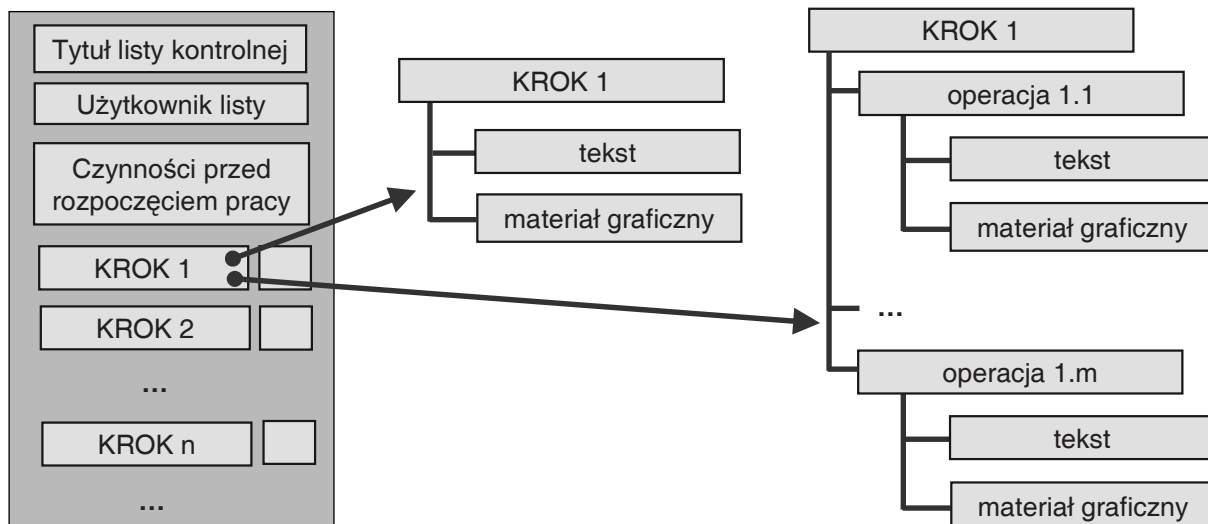 Tytuł listy kontrolnej
Użytkownik listy
Czynności przed
rozpoczęciem pracy
KROK 1
KROK 2
...
KROK n
...
KROK 1
tekst
materiał graficzny
KROK 1
operacja 1.1
tekst
materiał graficzny
...
operacja 1.m
tekst
materiał graficzny